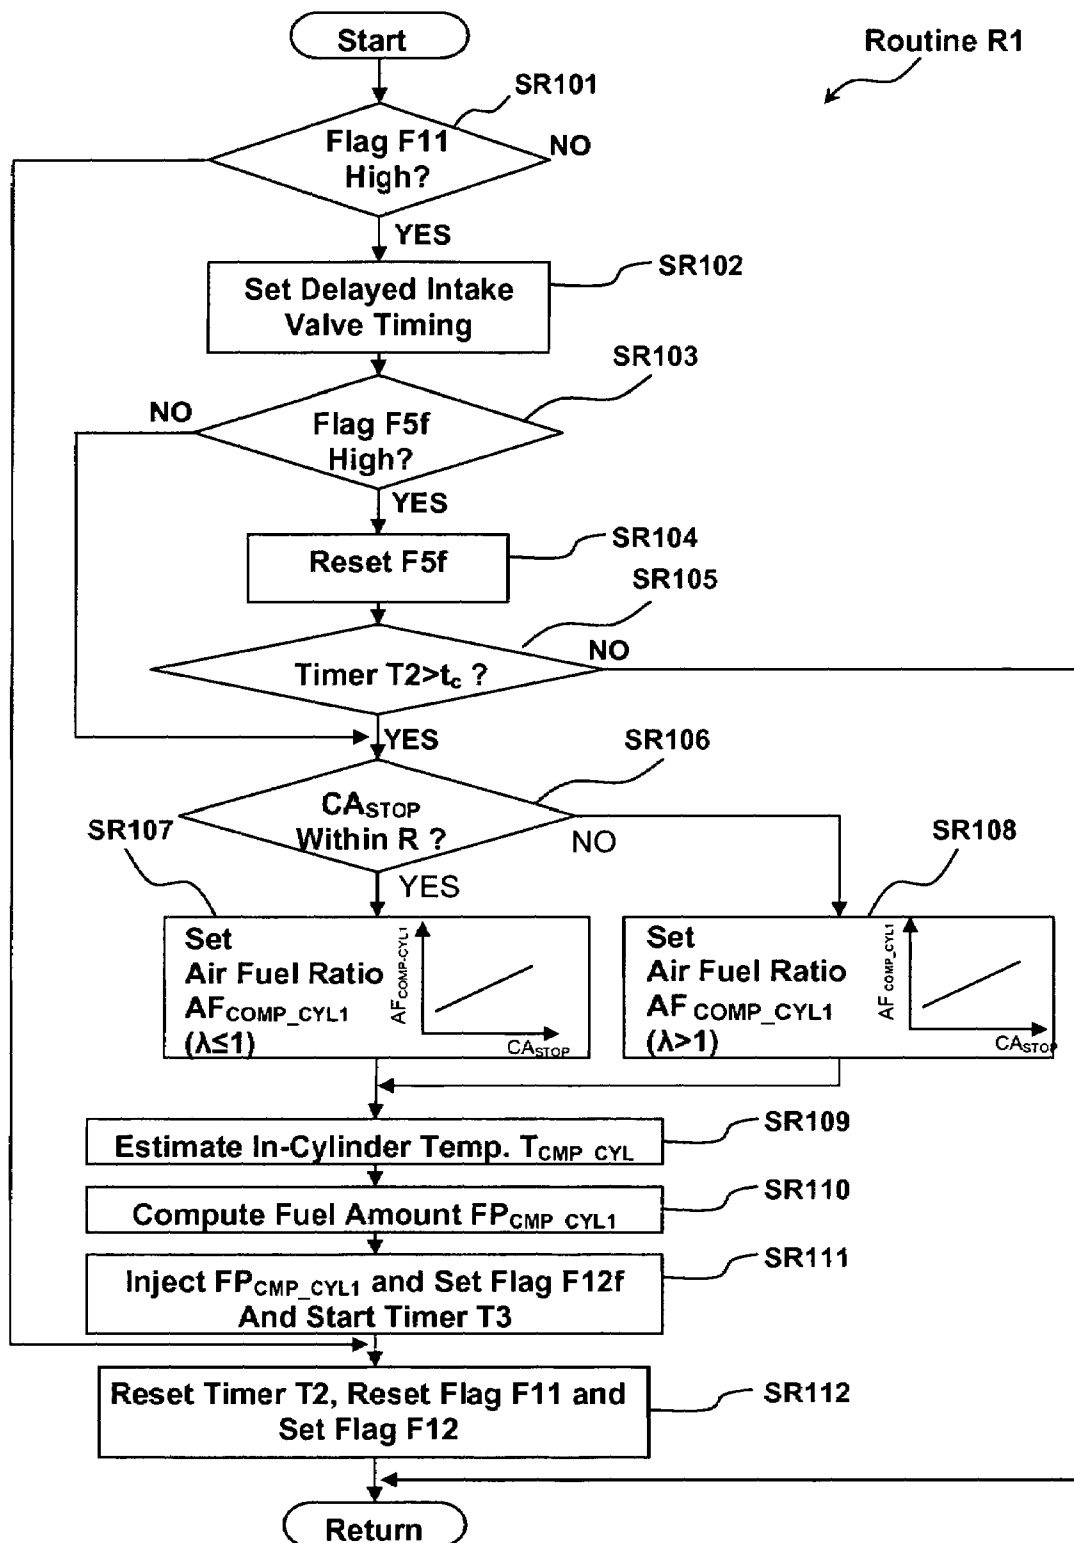 Start
Routine R1
SR101
Flag F11
High?
NO
YES
SR102
Set Delayed Intake
Valve Timing
SR103
NO
Flag F5f
High?
YES
SR104
Reset F5f
SR105
NO
Timer T2>tc ?
YES
SR106
CASTOP
Within R ?
NO
YES
SR107
SR108
Set
Air Fuel Ratio
AFCOMP_CYL1
(λ≤1)
AFCOMP-CYL1
CASTOP
Set
Air Fuel Ratio
AF COMP_CYL1
(λ>1)
AF COMP_CYL1
CASTOP
SR109
Estimate In-Cylinder Temp. TCMP_CYL
SR110
Compute Fuel Amount FPCMP_CYL1
SR111
Inject FPCMP_CYL1 and Set Flag F12f
And Start Timer T3
SR112
Reset Timer T2, Reset Flag F11 and
Set Flag F12
Return